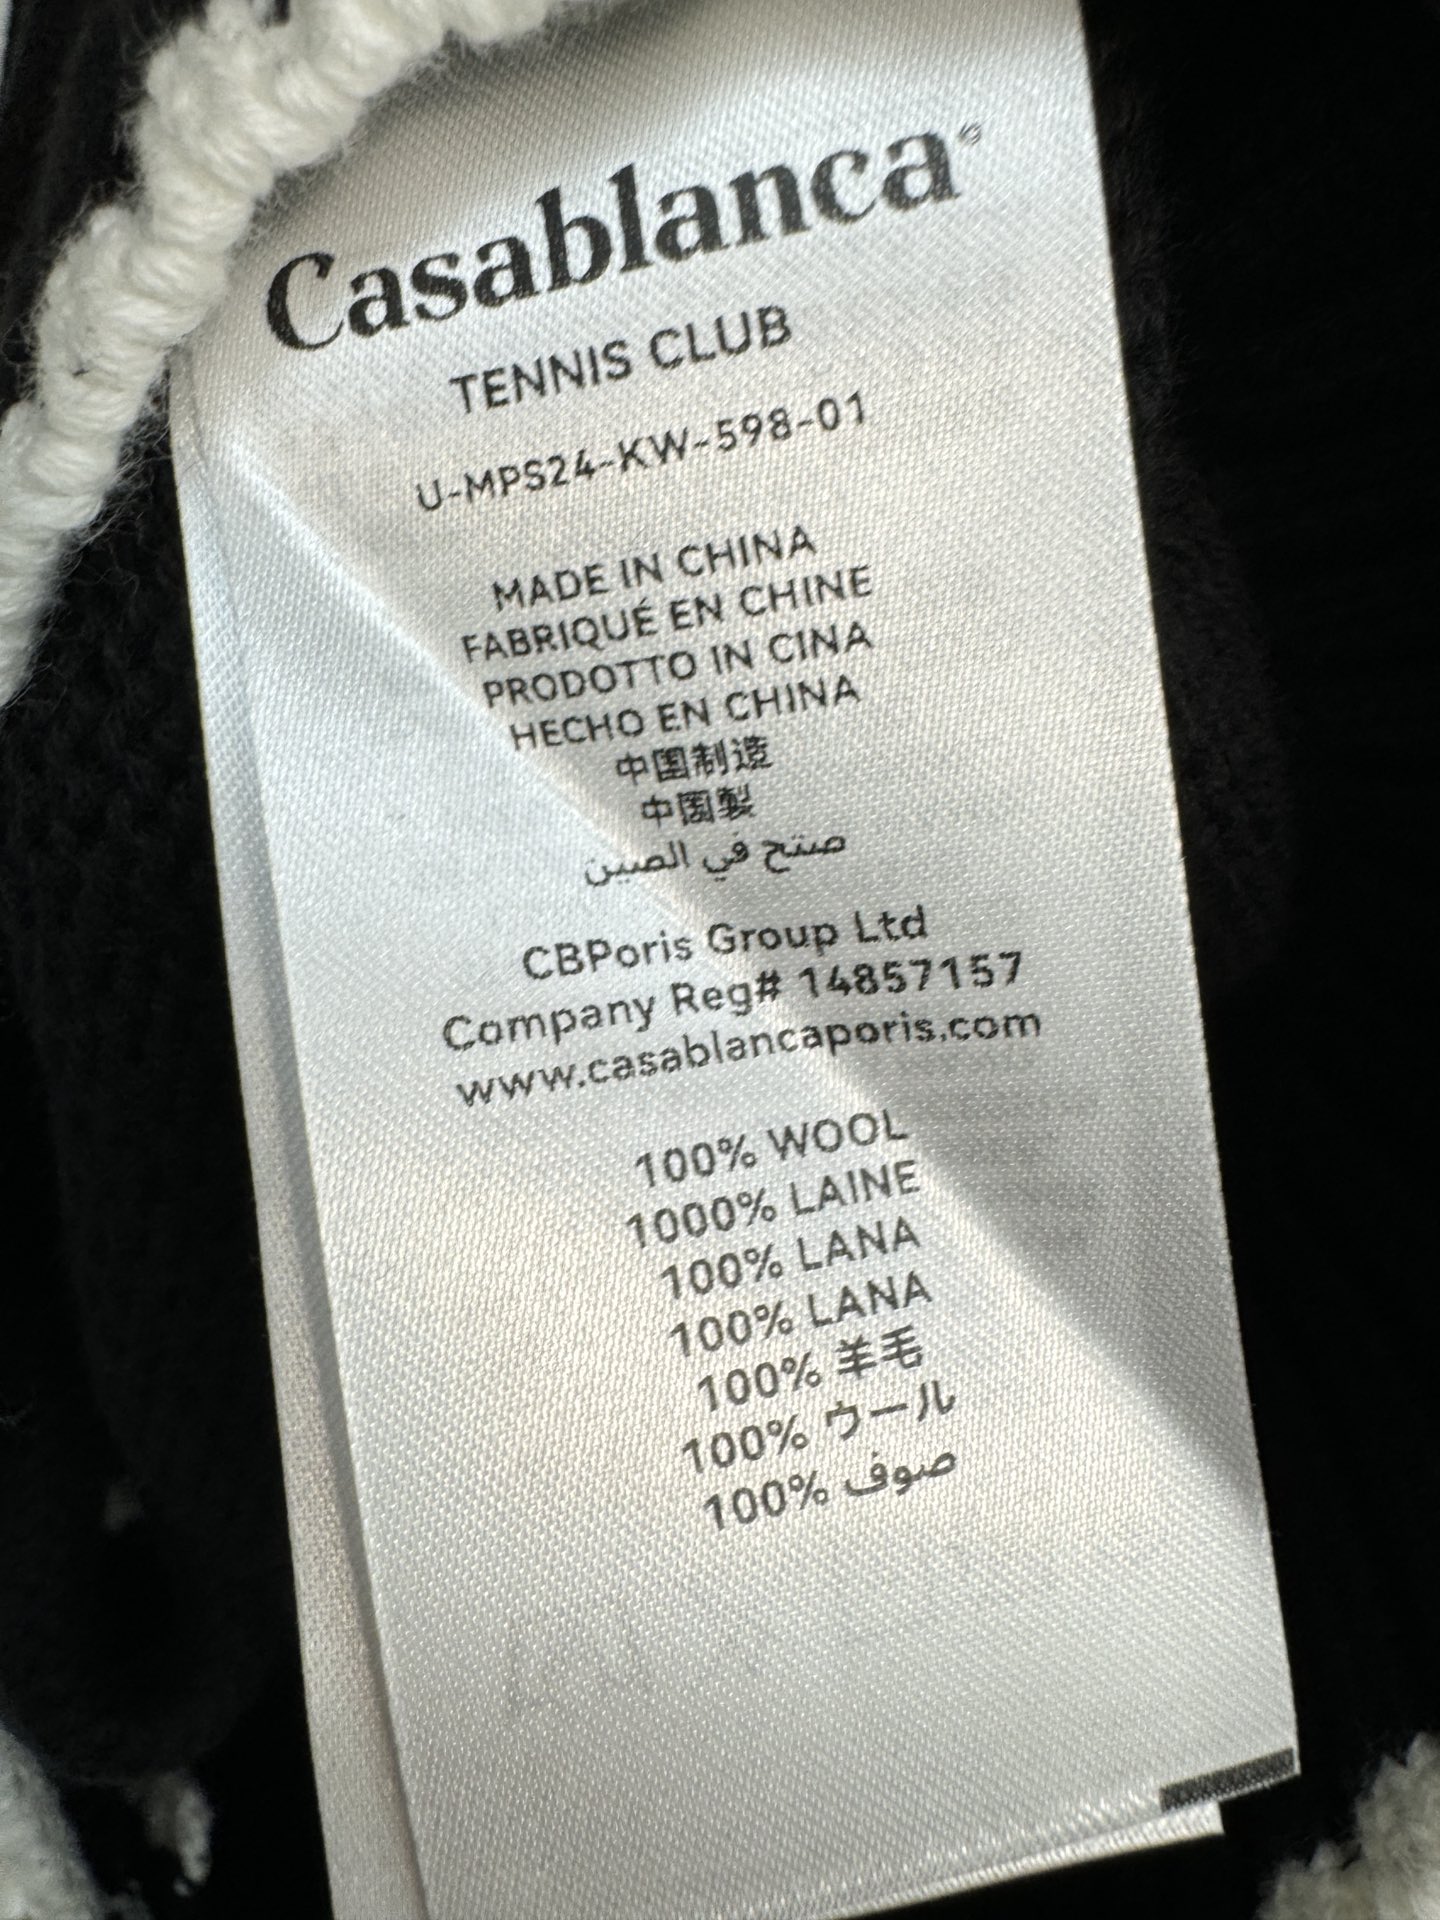 Casablanca®
TENNIS CLUB
U-MPS24-KW-598-01
MADE IN CHINA
FABRIQUÉ EN CHINE
PRODOTTO IN CINA
HECHO EN CHINA
中国制造
中国製
صنتج في الصين
CBPoris Group Ltd
Company Reg# 14857157
www.casablancaporis.com
100% WOOL
1000% LAINE
100% LANA
100% LANA
100% 羊毛
100% ウール
100% صوف